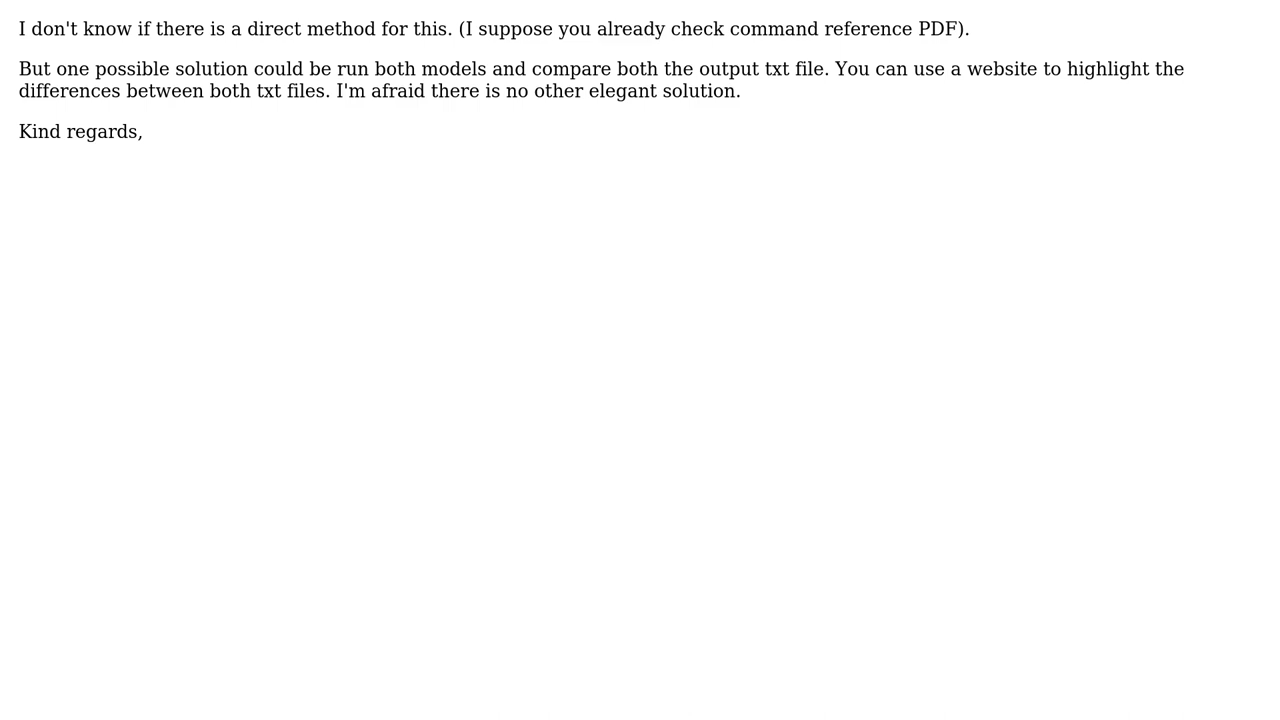 I don't know if there is a direct method for this. (I suppose you already check command reference PDF).
But one possible solution could be run both models and compare both the output txt file. You can use a website to highlight the
differences between both txt files. I'm afraid there is no other elegant solution.
Kind regards,